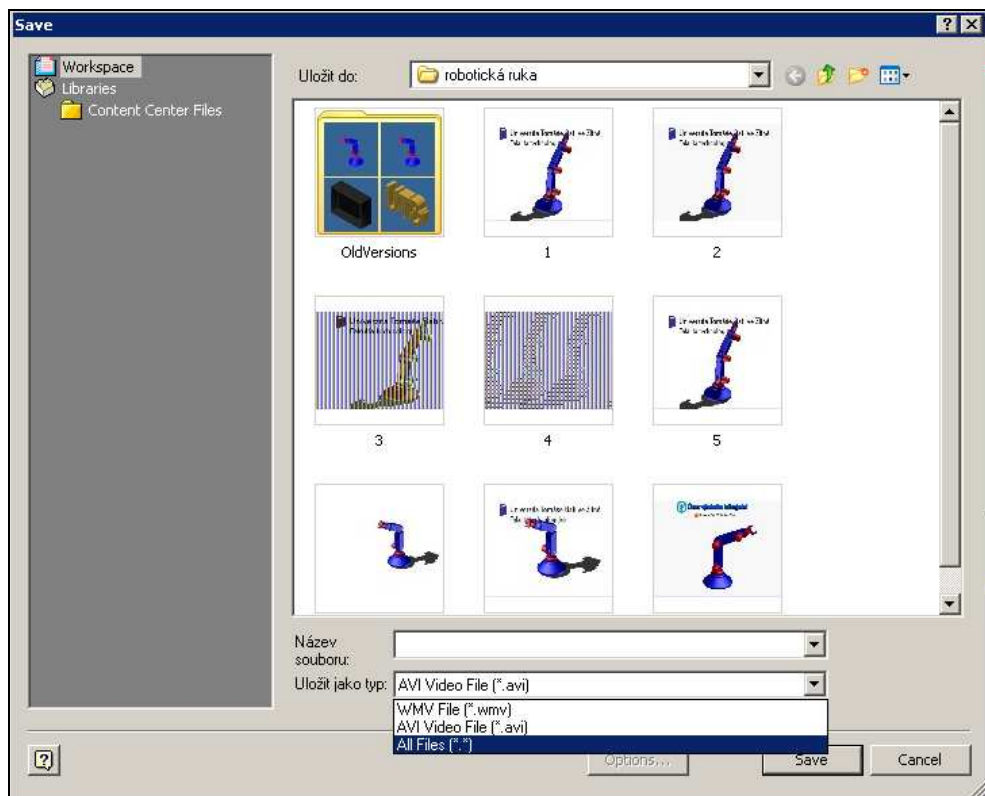 Save
Workspace
Libraries
Content Center Files
Uložit do:
robotická ruka
OldVersions
1
2
3
4
5
Název
souboru:
Uložit jako typ:
AVI Video File (*.avi)
WMV File (*.wmv)
AVI Video File (*.avi)
All Files (*.*)
Options...
Save
Cancel